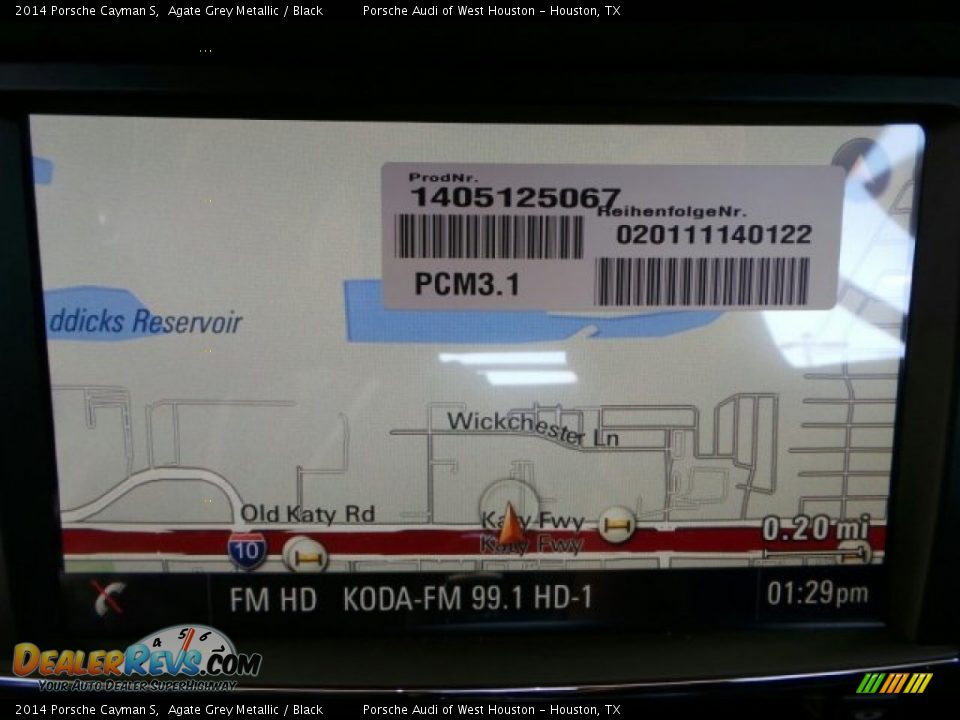 2014 Porsche Cayman S, Agate Grey Metallic / Black Porsche Audi of West Houston - Houston, TX
...
ProdNr.
1405125067
ReihenfolgeNr.
020111140122
PCM3.1
ddicks Reservoir
Wickchester Ln
Old Katy Rd
Katy Fwy
Katy Fwy
10
0.20 mi
FM HD KODA-FM 99.1 HD-1 01:29pm
4 5 6
DealerRevs.com
Your Auto Dealer SuperHighway
2014 Porsche Cayman S, Agate Grey Metallic / Black Porsche Audi of West Houston - Houston, TX